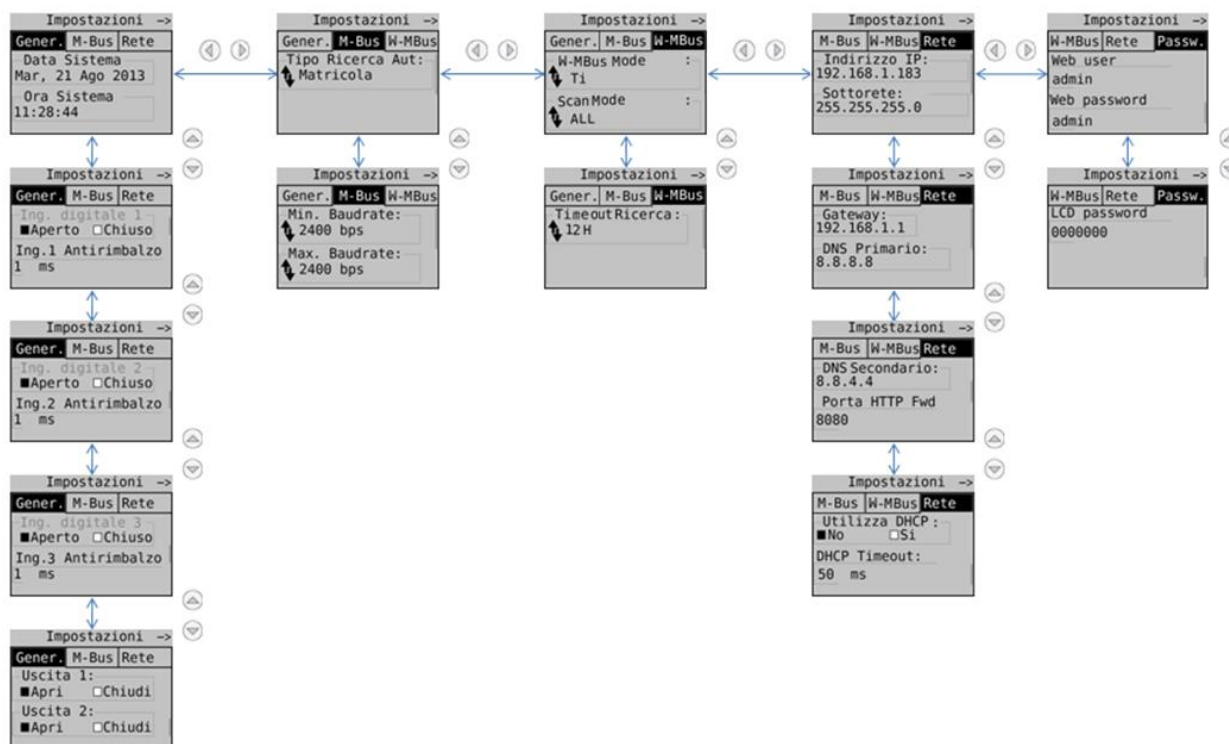 Impostazioni ->
Gener. M-Bus Rete
Data Sistema
Mar, 21 Ago 2013
Ora Sistema
11:28:44
Impostazioni ->
Gener. M-Bus W-MBus
Tipo Ricerca Aut:
Matricola
Impostazioni ->
Gener. M-Bus W-MBus
W-MBus Mode :
Ti
Scan Mode :
ALL
Impostazioni ->
M-Bus W-MBus Rete
Indirizzo IP:
192.168.1.183
Sottorete:
255.255.255.0
Impostazioni ->
W-MBus Rete Passw.
Web user
admin
Web password
admin
Impostazioni ->
Gener. M-Bus Rete
Ing. digitale 1
Aperto Chiuso
Ing.1 Antirimbalzo
1 ms
Impostazioni ->
Gener. M-Bus W-MBus
Min. Baudrate:
2400 bps
Max. Baudrate:
2400 bps
Impostazioni ->
Gener. M-Bus W-MBus
Timeout Ricerca :
12 H
Impostazioni ->
M-Bus W-MBus Rete
Gateway:
192.168.1.1
DNS Primario:
8.8.8.8
Impostazioni ->
W-MBus Rete Passw.
LCD password
0000000
Impostazioni ->
Gener. M-Bus Rete
Ing. digitale 2
Aperto Chiuso
Ing.2 Antirimbalzo
1 ms
Impostazioni ->
M-Bus W-MBus Rete
DNS Secondario:
8.8.4.4
Porta HTTP Fwd
8080
Impostazioni ->
Gener. M-Bus Rete
Ing. digitale 3
Aperto Chiuso
Ing.3 Antirimbalzo
1 ms
Impostazioni ->
M-Bus W-MBus Rete
Utilizza DHCP :
No Si
DHCP Timeout:
50 ms
Impostazioni ->
Gener. M-Bus Rete
Uscita 1:
Apri Chiudi
Uscita 2:
Apri Chiudi